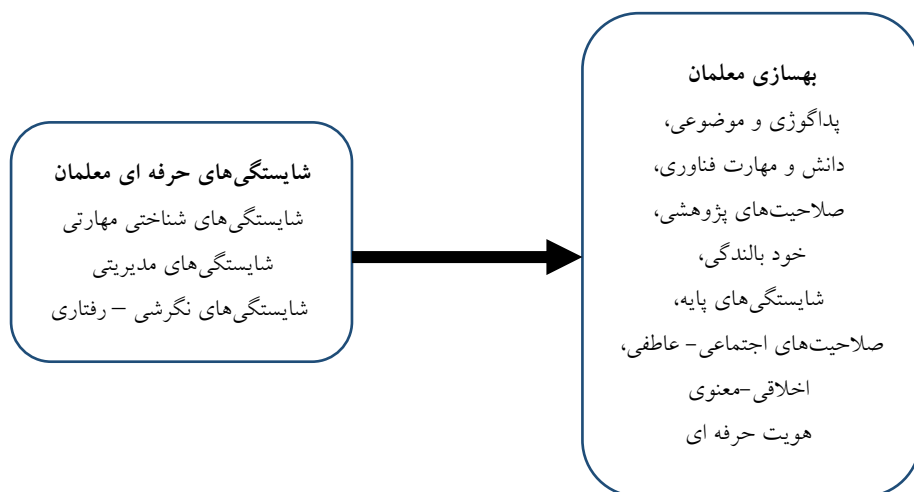 بهسازی معلمان
پداگوژی و موضوعی،
دانش و مهارت فناوری،
صلاحیت‌های پژوهشی،
خود بالندگی،
شایستگی‌های پایه،
صلاحیت‌های اجتماعی- عاطفی،
اخلاقی-معنوی
هویت حرفه ای
شایستگی‌های حرفه ای معلمان
شایستگی‌های شناختی مهارتی
شایستگی‌های مدیریتی
شایستگی‌های نگرشی – رفتاری